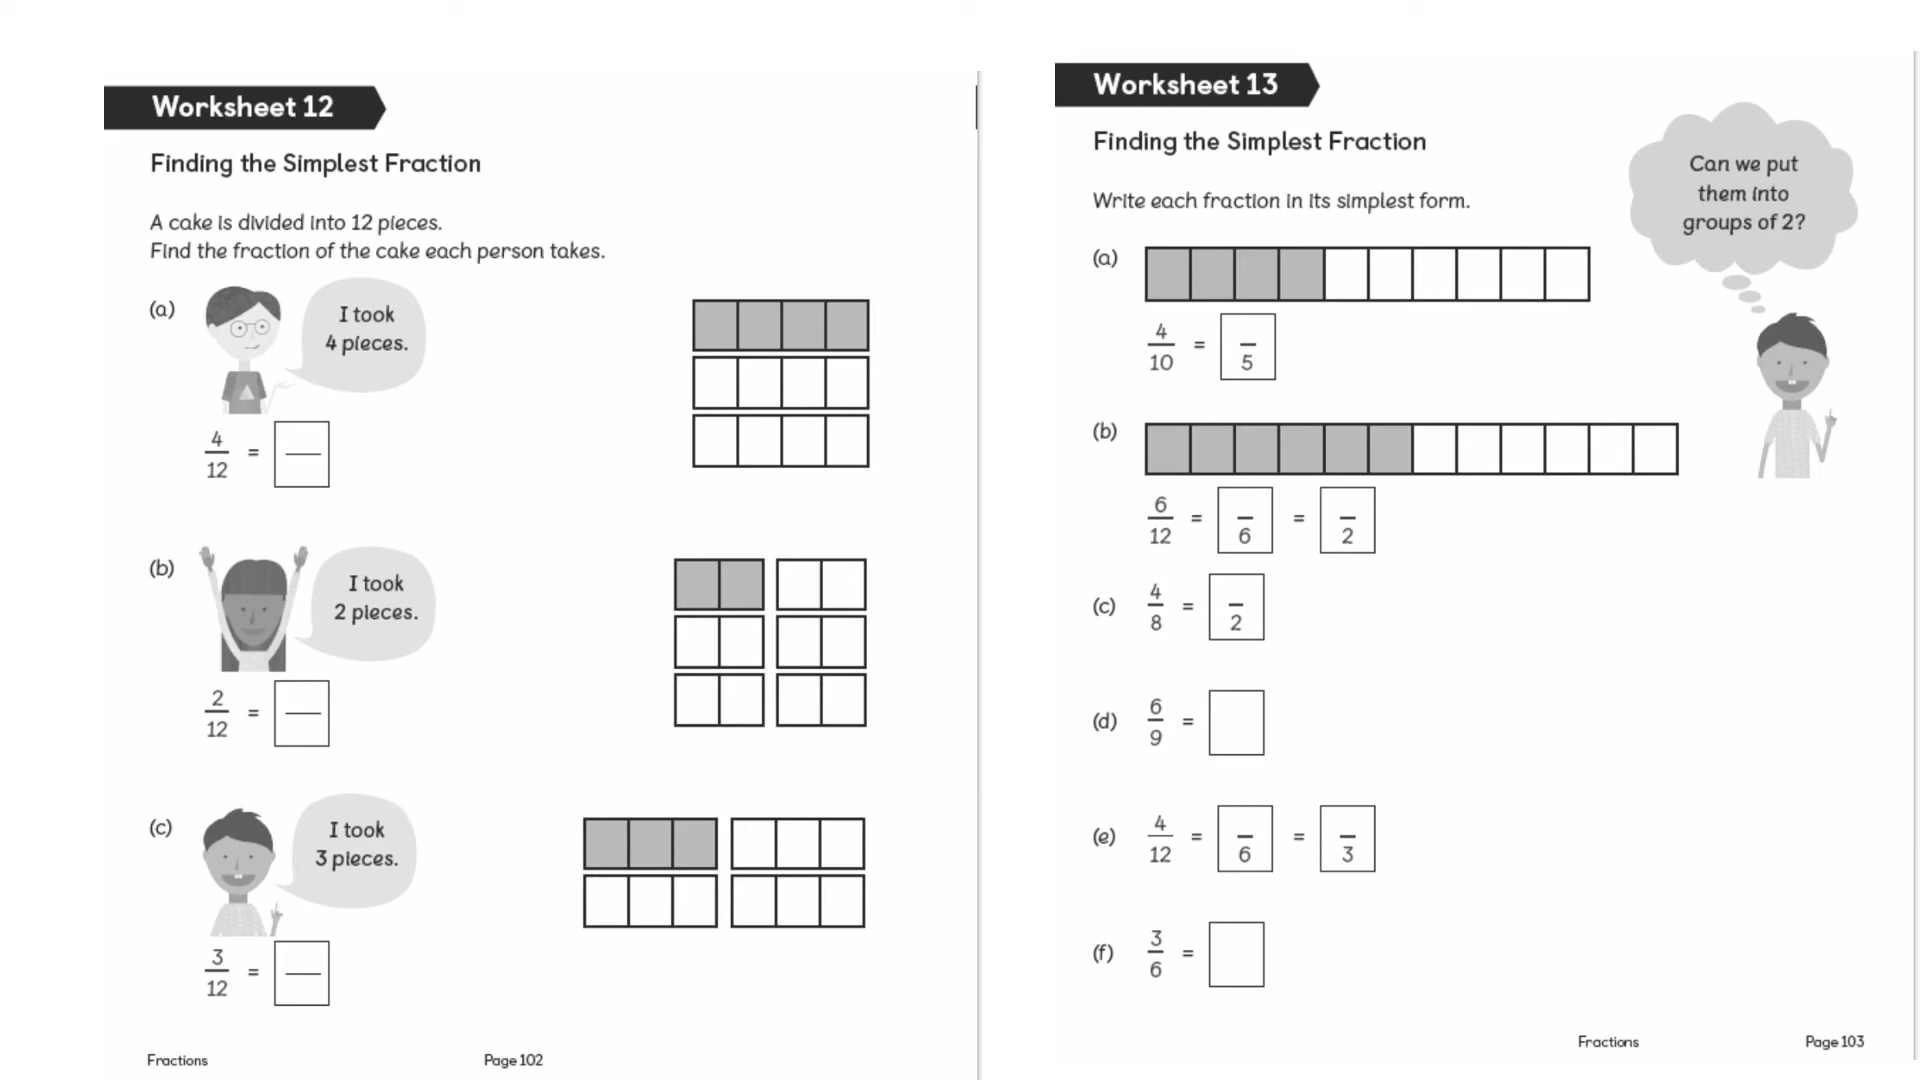 Worksheet 12
Finding the Simplest Fraction
A cake is divided into 12 pieces.
Find the fraction of the cake each person takes.
(a)
I took
4 pieces.
4/12 =
(b)
I took
2 pieces.
2/12 =
(c)
I took
3 pieces.
3/12 =
Fractions
Page 102
Worksheet 13
Finding the Simplest Fraction
Write each fraction in its simplest form.
Can we put
them into
groups of 2?
(a)
4/10 = /5
(b)
6/12 = /6 = /2
(c) 4/8 = /2
(d) 6/9 =
(e) 4/12 = /6 = /3
(f) 3/6 =
Fractions
Page 103